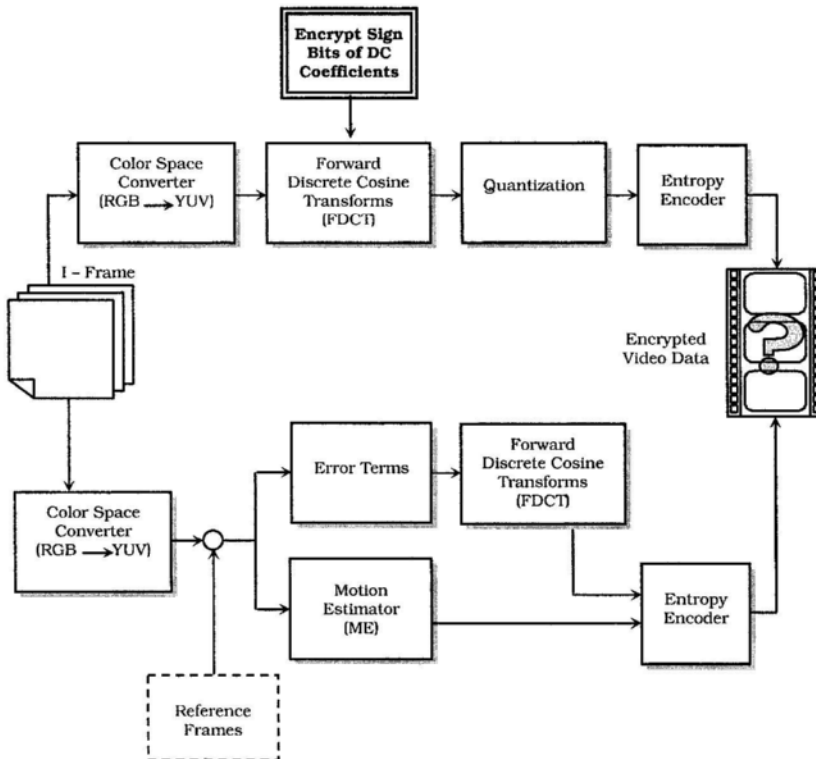 Encrypt Sign
Bits of DC
Coefficients
Color Space
Converter
(RGB ⟶ YUV)
Forward
Discrete Cosine
Transforms
(FDCT)
Quantization
Entropy
Encoder
I – Frame
Encrypted
Video Data
?
Error Terms
Forward
Discrete Cosine
Transforms
(FDCT)
Color Space
Converter
(RGB ⟶ YUV)
Motion
Estimator
(ME)
Entropy
Encoder
Reference
Frames